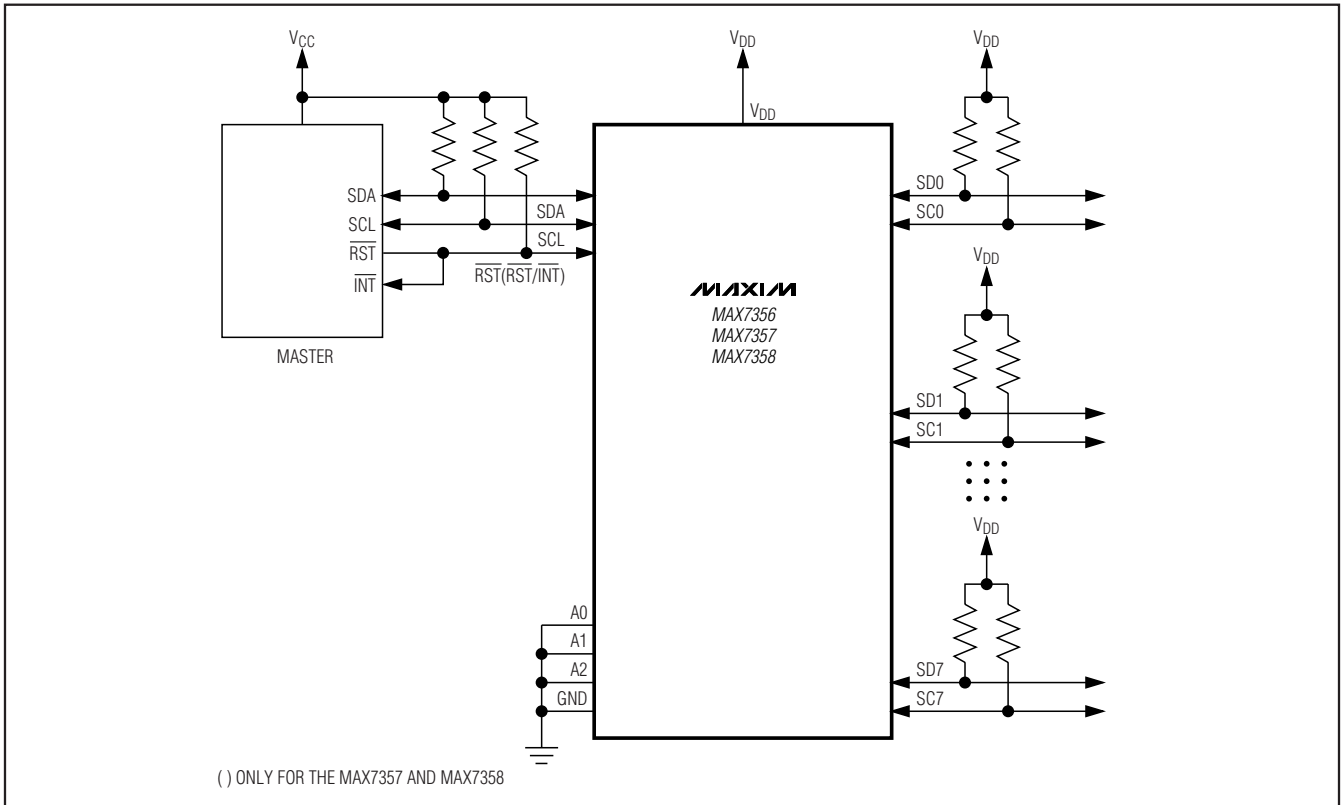 VCC
VDD
VDD
VDD
SDA
SCL
RST
INT
MASTER
SDA
SCL
RST(RST/INT)
MAXIM
MAX7356
MAX7357
MAX7358
SD0
SC0
VDD
SD1
SC1
VDD
SD7
SC7
A0
A1
A2
GND
( ) ONLY FOR THE MAX7357 AND MAX7358